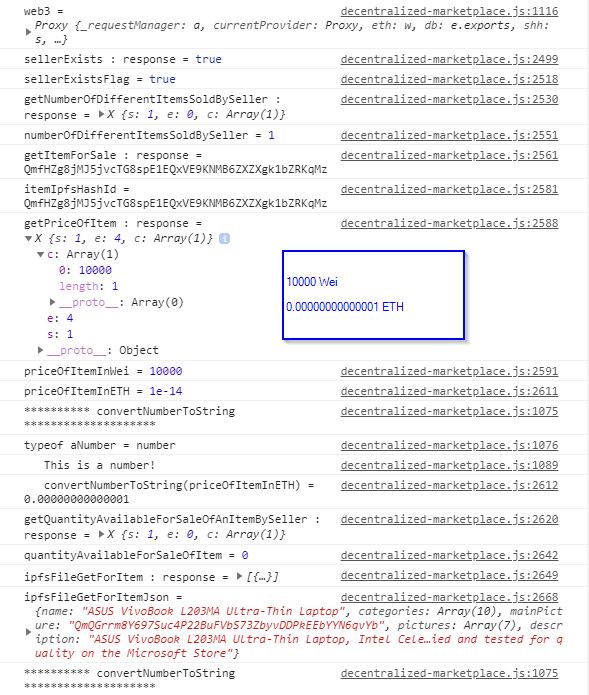 web3 = decentralized-marketplace.js:1116
Proxy {_requestManager: a, currentProvider: Proxy, eth: w, db: e.exports, shh:
s, …}
sellerExists : response = true decentralized-marketplace.js:2499
sellerExistsFlag = true decentralized-marketplace.js:2518
getNumberOfDifferentItemsSoldBySeller : decentralized-marketplace.js:2530
response = ▶X {s: 1, e: 0, c: Array(1)}
numberOfDifferentItemsSoldBySeller = 1 decentralized-marketplace.js:2551
getItemForSale : response = decentralized-marketplace.js:2561
QmfHZg8jMJ5jvcTG8spE1EQxVE9KNMB6ZXZXgk1bZRKqMz
itemIpfsHashId = decentralized-marketplace.js:2581
QmfHZg8jMJ5jvcTG8spE1EQxVE9KNMB6ZXZXgk1bZRKqMz
getPriceOfItem : response = decentralized-marketplace.js:2588
▼X {s: 1, e: 4, c: Array(1)} i
▼c: Array(1)
0: 10000
length: 1
▶__proto__: Array(0)
e: 4
s: 1
▶__proto__: Object
10000 Wei
0.00000000000001 ETH
priceOfItemInWei = 10000 decentralized-marketplace.js:2591
priceOfItemInETH = 1e-14 decentralized-marketplace.js:2611
********** convertNumberToString decentralized-marketplace.js:1075
********************
typeof aNumber = number decentralized-marketplace.js:1076
This is a number! decentralized-marketplace.js:1089
convertNumberToString(priceOfItemInETH) = decentralized-marketplace.js:2612
0.00000000000001
getQuantityAvailableForSaleOfAnItemBySeller : decentralized-marketplace.js:2620
response = ▶X {s: 1, e: 0, c: Array(1)}
quantityAvailableForSaleOfItem = 0 decentralized-marketplace.js:2642
ipfsFileGetForItem : response = ▶[{…}] decentralized-marketplace.js:2649
ipfsFileGetForItemJson = decentralized-marketplace.js:2668
{name: "ASUS VivoBook L203MA Ultra-Thin Laptop", categories: Array(10), mainPict
ure: "QmQGrrm8Y697Suc4P22BuFVbS73ZbyvDDPkEEbYYN6qvYb", pictures: Array(7), descr
iption: "ASUS VivoBook L203MA Ultra-Thin Laptop, Intel Cele…ied and tested for q
uality on the Microsoft Store"}
********** convertNumberToString decentralized-marketplace.js:1075
********************